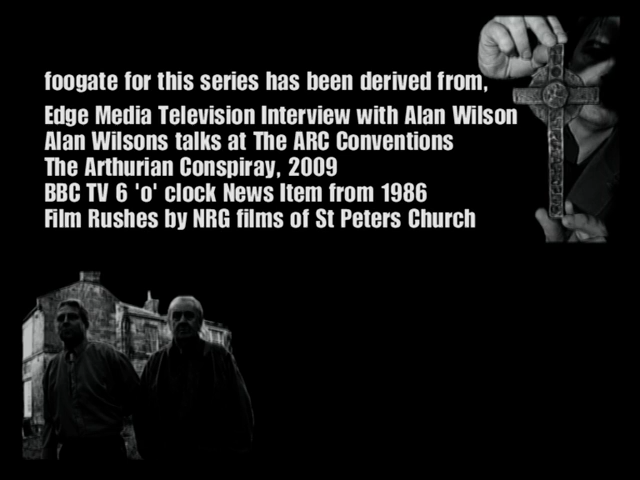 foogate for this series has been derived from,
Edge Media Television Interview with Alan Wilson
Alan Wilsons talks at The ARC Conventions
The Arthurian Conspiray, 2009
BBC TV 6 'o' clock News Item from 1986
Film Rushes by NRG films of St Peters Church